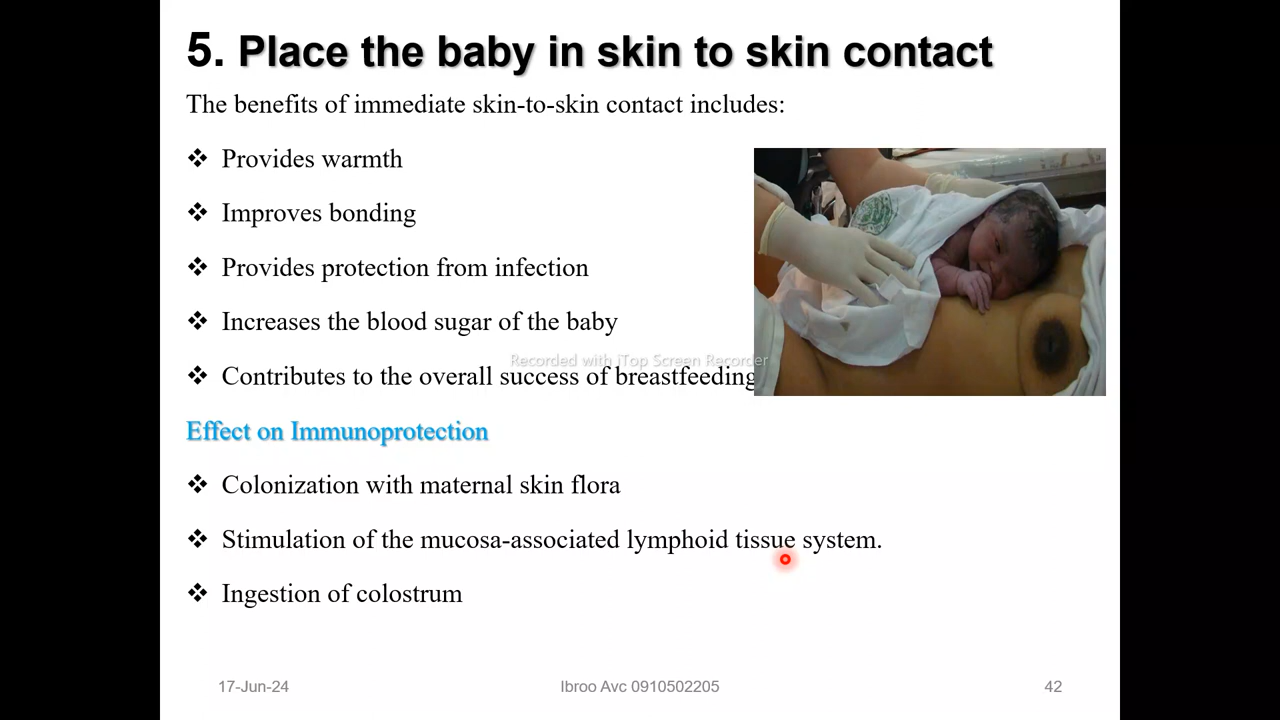 5. Place the baby in skin to skin contact
The benefits of immediate skin-to-skin contact includes:
❖ Provides warmth
❖ Improves bonding
❖ Provides protection from infection
❖ Increases the blood sugar of the baby
Recorded with iTop Screen Recorder
❖ Contributes to the overall success of breastfeeding
Effect on Immunoprotection
❖ Colonization with maternal skin flora
❖ Stimulation of the mucosa-associated lymphoid tissue system.
❖ Ingestion of colostrum
17-Jun-24 Ibroo Avc 0910502205 42